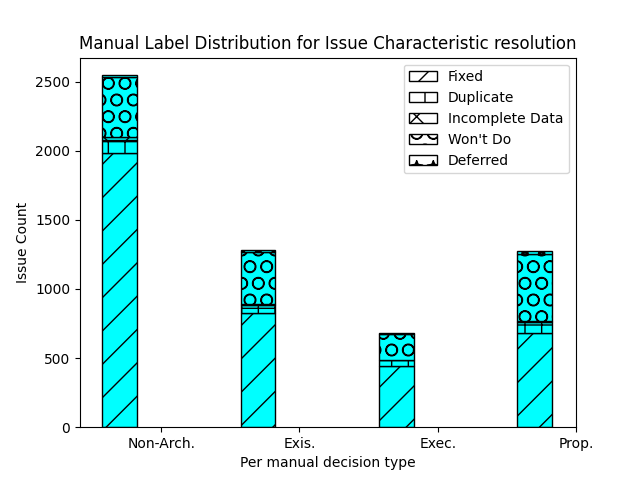 Manual Label Distribution for Issue Characteristic resolution
Fixed
Duplicate
Incomplete Data
Won't Do
Deferred
2500
2000
1500
1000
500
0
Issue Count
Non-Arch.
Exis.
Exec.
Prop.
Per manual decision type